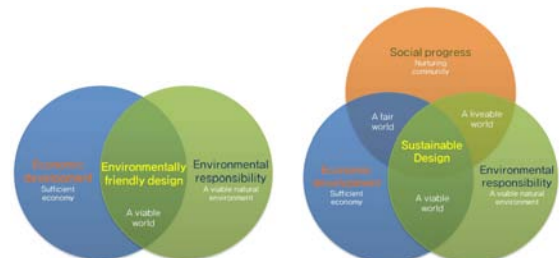 Economic
development
Sufficient
economy
Environmentally
friendly design
A viable
world
Environmental
responsibility
A viable natural
environment
Social progress
Nurturing
community
A fair
world
A liveable
world
Sustainable
Design
Economic
development
Sufficient
economy
A viable
world
Environmental
responsibility
A viable natural
environment